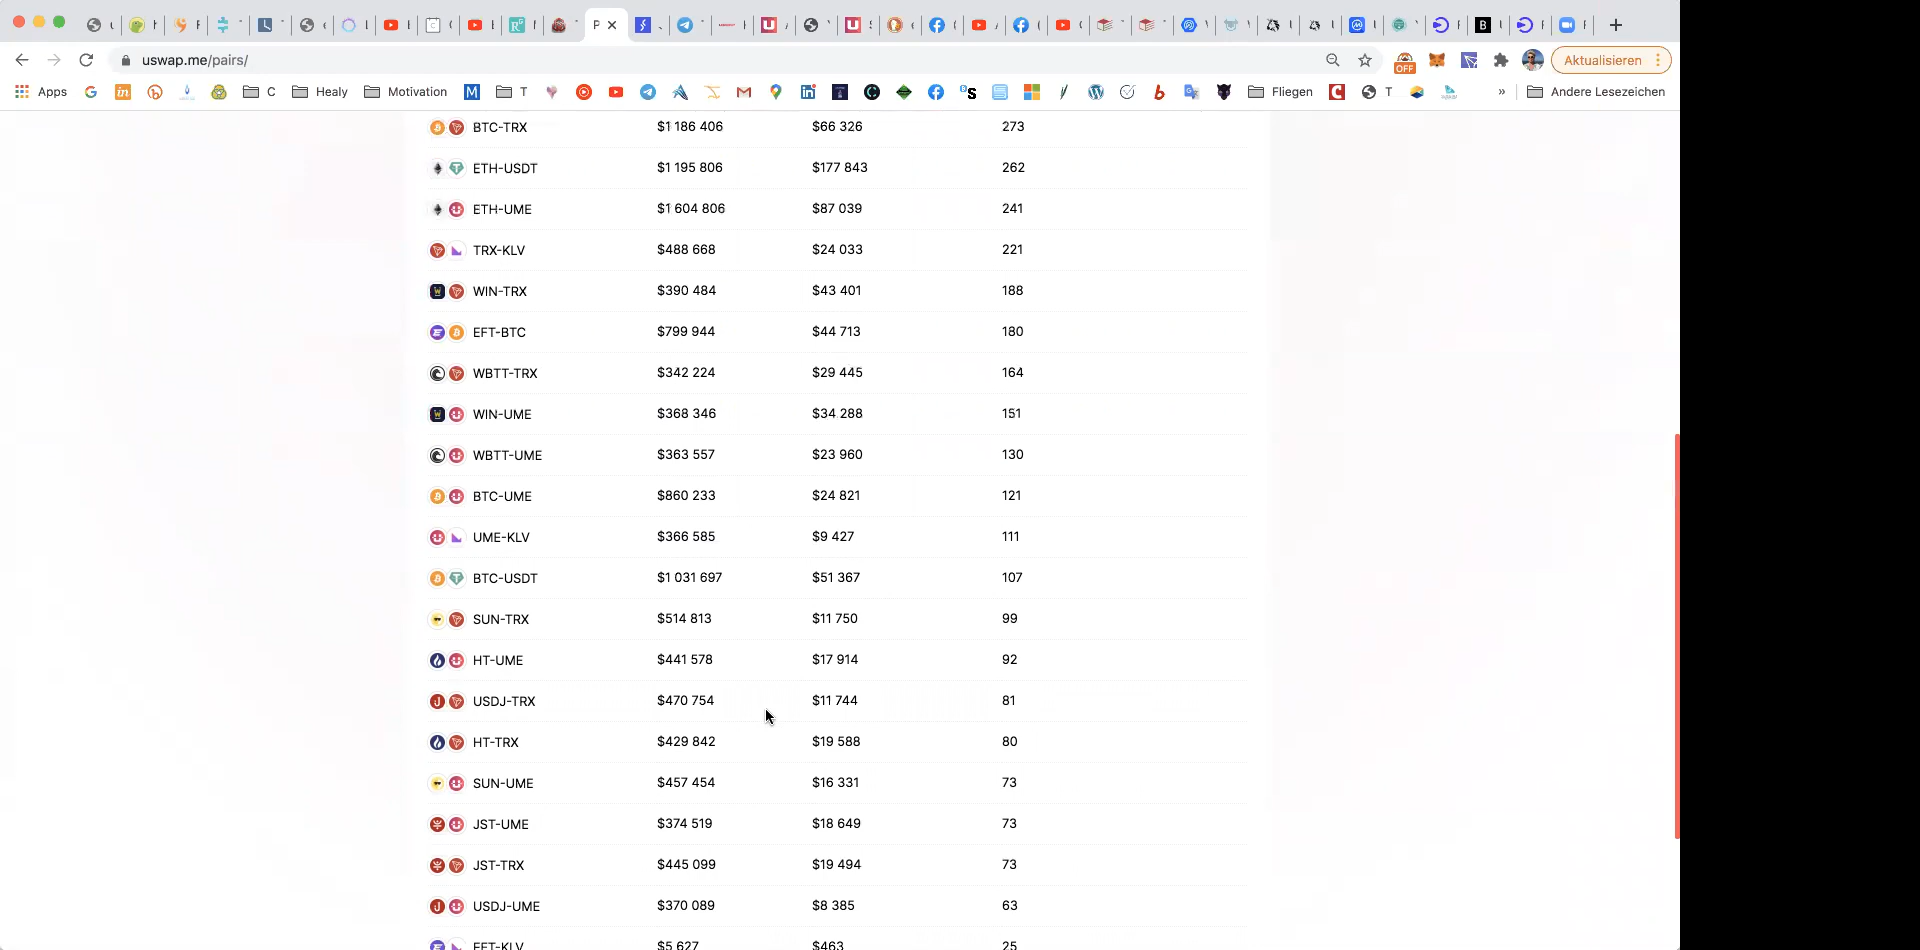 uswap.me/pairs/
OFF
Aktualisieren
Apps
C
Healy
Motivation
T
Fliegen
T
»
Andere Lesezeichen
BTC-TRX $1 186 406 $66 326 273
ETH-USDT $1 195 806 $177 843 262
ETH-UME $1 604 806 $87 039 241
TRX-KLV $488 668 $24 033 221
WIN-TRX $390 484 $43 401 188
EFT-BTC $799 944 $44 713 180
WBTT-TRX $342 224 $29 445 164
WIN-UME $368 346 $34 288 151
WBTT-UME $363 557 $23 960 130
BTC-UME $860 233 $24 821 121
UME-KLV $366 585 $9 427 111
BTC-USDT $1 031 697 $51 367 107
SUN-TRX $514 813 $11 750 99
HT-UME $441 578 $17 914 92
USDJ-TRX $470 754 $11 744 81
HT-TRX $429 842 $19 588 80
SUN-UME $457 454 $16 331 73
JST-UME $374 519 $18 649 73
JST-TRX $445 099 $19 494 73
USDJ-UME $370 089 $8 385 63
EFT-KLV $5 627 $463 25